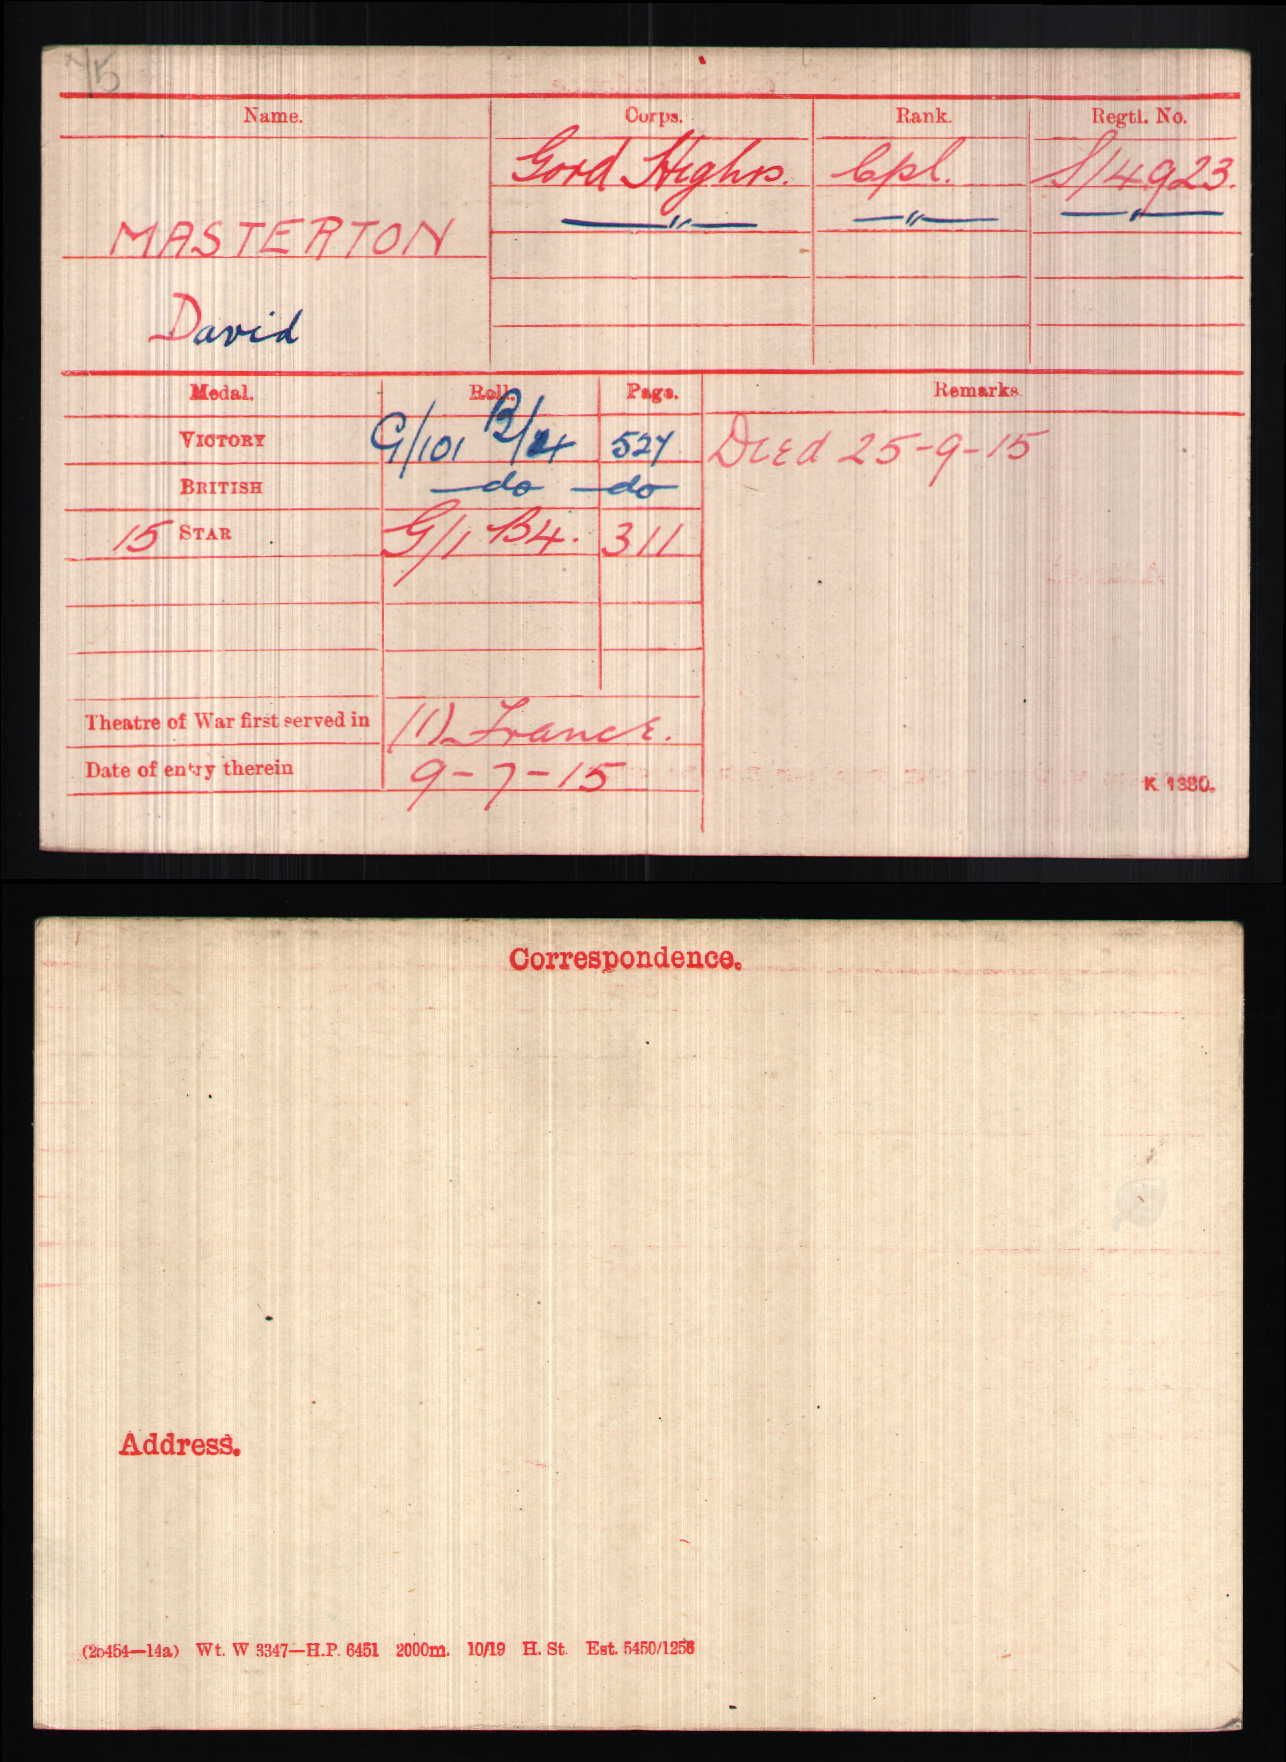 75
Name. Corps. Rank. Regtl. No.
Gord Highrs. Cpl. S/4923.
MASTERTON —〃— —〃— —〃—
David
Medal. Roll. Page. Remarks.
VICTORY G/101 B/24 527 Died 25-9-15
BRITISH —do— —do—
15 STAR G/1 B4. 311
Theatre of War first served in (1) France.
Date of entry therein 9-7-15
K 1380.
Correspondence.
Address.
(20454—14a) Wt. W 3347—H.P. 6451 2000m. 10/19 H. St. Est. 5450/1256